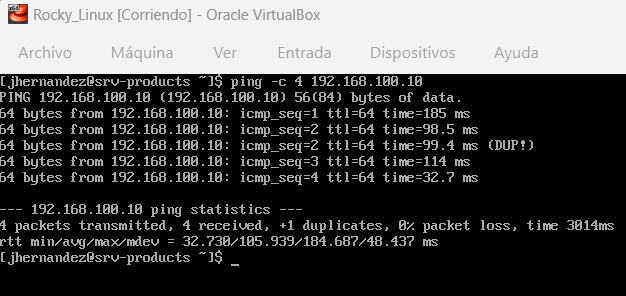 Rocky_Linux [Corriendo] - Oracle VirtualBox
Archivo Máquina Ver Entrada Dispositivos Ayuda
[jhernandez@srv-products ~]$ ping -c 4 192.168.100.10
PING 192.168.100.10 (192.168.100.10) 56(84) bytes of data.
64 bytes from 192.168.100.10: icmp_seq=1 ttl=64 time=185 ms
64 bytes from 192.168.100.10: icmp_seq=2 ttl=64 time=98.5 ms
64 bytes from 192.168.100.10: icmp_seq=2 ttl=64 time=99.4 ms (DUP!)
64 bytes from 192.168.100.10: icmp_seq=3 ttl=64 time=114 ms
64 bytes from 192.168.100.10: icmp_seq=4 ttl=64 time=32.7 ms
--- 192.168.100.10 ping statistics ---
4 packets transmitted, 4 received, +1 duplicates, 0% packet loss, time 3014ms
rtt min/avg/max/mdev = 32.730/105.939/184.687/48.437 ms
[jhernandez@srv-products ~]$ _